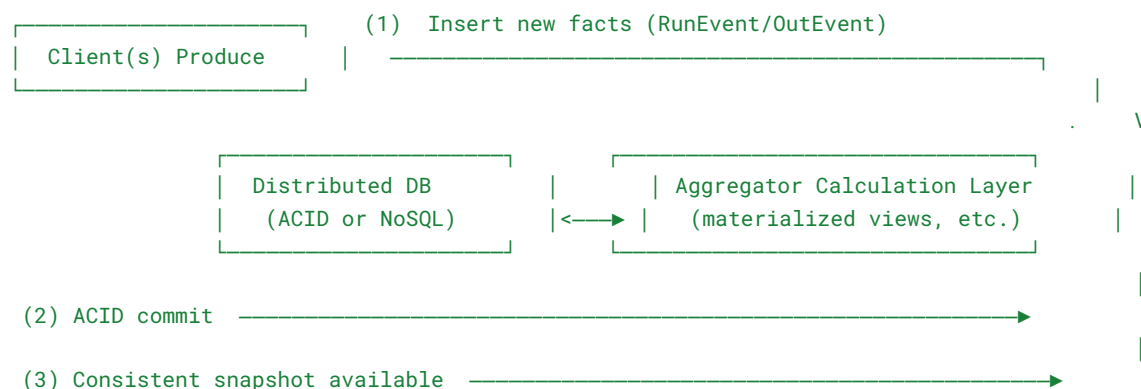 (1) Insert new facts (RunEvent/OutEvent)
Client(s) Produce
Distributed DB
Aggregator Calculation Layer
(ACID or NoSQL)
(materialized views, etc.)
(2) ACID commit
(3) Consistent snapshot available